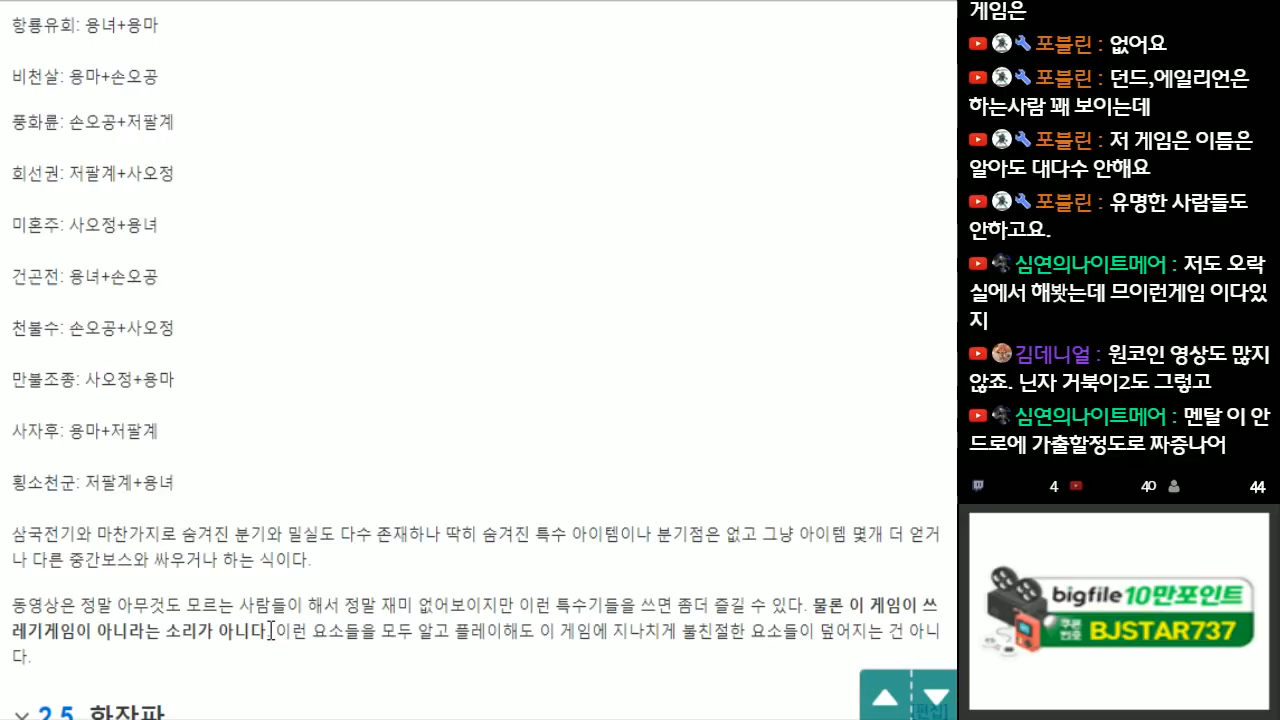 항룡유회: 용녀+용마
비천살: 용마+손오공
풍화륜: 손오공+저팔계
회선권: 저팔계+사오정
미혼주: 사오정+용녀
건곤전: 용녀+손오공
천불수: 손오공+사오정
만불조종: 사오정+용마
사자후: 용마+저팔계
횡소천군: 저팔계+용녀
삼국전기와 마찬가지로 숨겨진 분기와 밀실도 다수 존재하나 딱히 숨겨진 특수 아이템이나 분기점은 없고 그냥 아이템 몇개 더 얻거
나 다른 중간보스와 싸우거나 하는 식이다.
동영상은 정말 아무것도 모르는 사람들이 해서 정말 재미 없어보이지만 이런 특수기들을 쓰면 좀더 즐길 수 있다. 물론 이 게임이 쓰
레기게임이 아니라는 소리가 아니다. 이런 요소들을 모두 알고 플레이해도 이 게임에 지나치게 불친절한 요소들이 덮어지는 건 아니
다.
2.5. 확장판
[편집]
게임은
포블린 : 없어요
포블린 : 던드,에일리언은
하는사람 꽤 보이는데
포블린 : 저 게임은 이름은
알아도 대다수 안해요
포블린 : 유명한 사람들도
안하고요.
심연의나이트메어 : 저도 오락
실에서 해봣는데 므이런게임 이다있
지
김데니얼 : 원코인 영상도 많지
않죠. 닌자 거북이2도 그렇고
심연의나이트메어 : 멘탈 이 안
드로에 가출할정도로 짜증나어
4 40 44
bigfile 10만포인트
쿠폰
번호 BJSTAR737